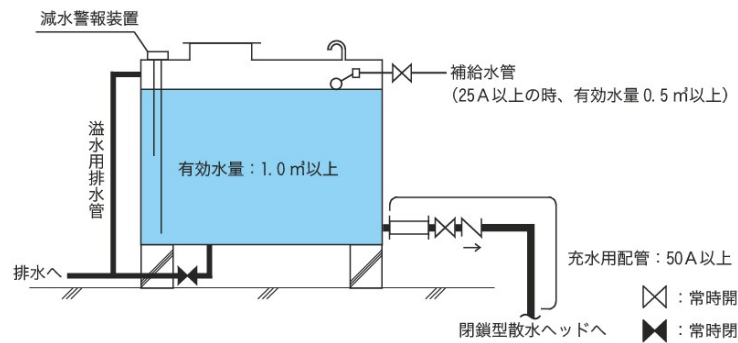 減水警報装置
補給水管
(25A以上の時、有効水量0.5㎥以上)
溢水用排水管
有効水量：1.0㎥以上
排水へ
充水用配管：50A以上
：常時開
閉鎖型散水ヘッドへ
：常時閉